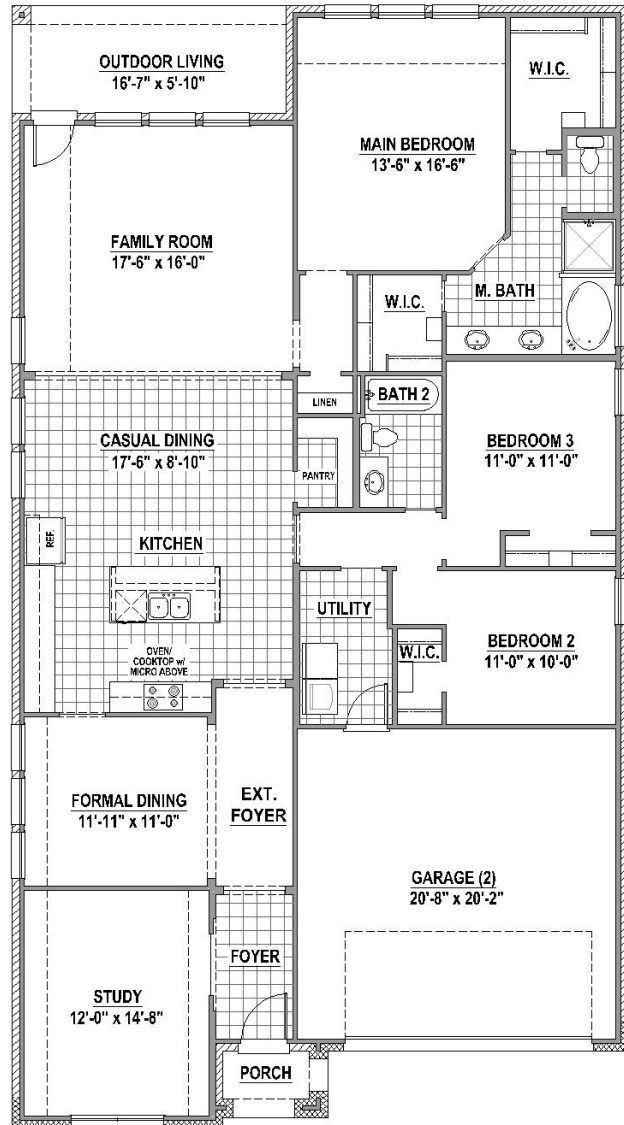 OUTDOOR LIVING
16'-7" x 5'-10"
W.I.C.
MAIN BEDROOM
13'-6" x 16'-6"
FAMILY ROOM
17'-6" x 16'-0"
M. BATH
W.I.C.
LINEN
BATH 2
CASUAL DINING
17'-6" x 8'-10"
BEDROOM 3
11'-0" x 11'-0"
PANTRY
REF.
KITCHEN
UTILITY
OVEN/
COOKTOP w/
MICRO ABOVE
W.I.C.
BEDROOM 2
11'-0" x 10'-0"
FORMAL DINING
11'-11" x 11'-0"
EXT.
FOYER
GARAGE (2)
20'-8" x 20'-2"
FOYER
STUDY
12'-0" x 14'-8"
PORCH